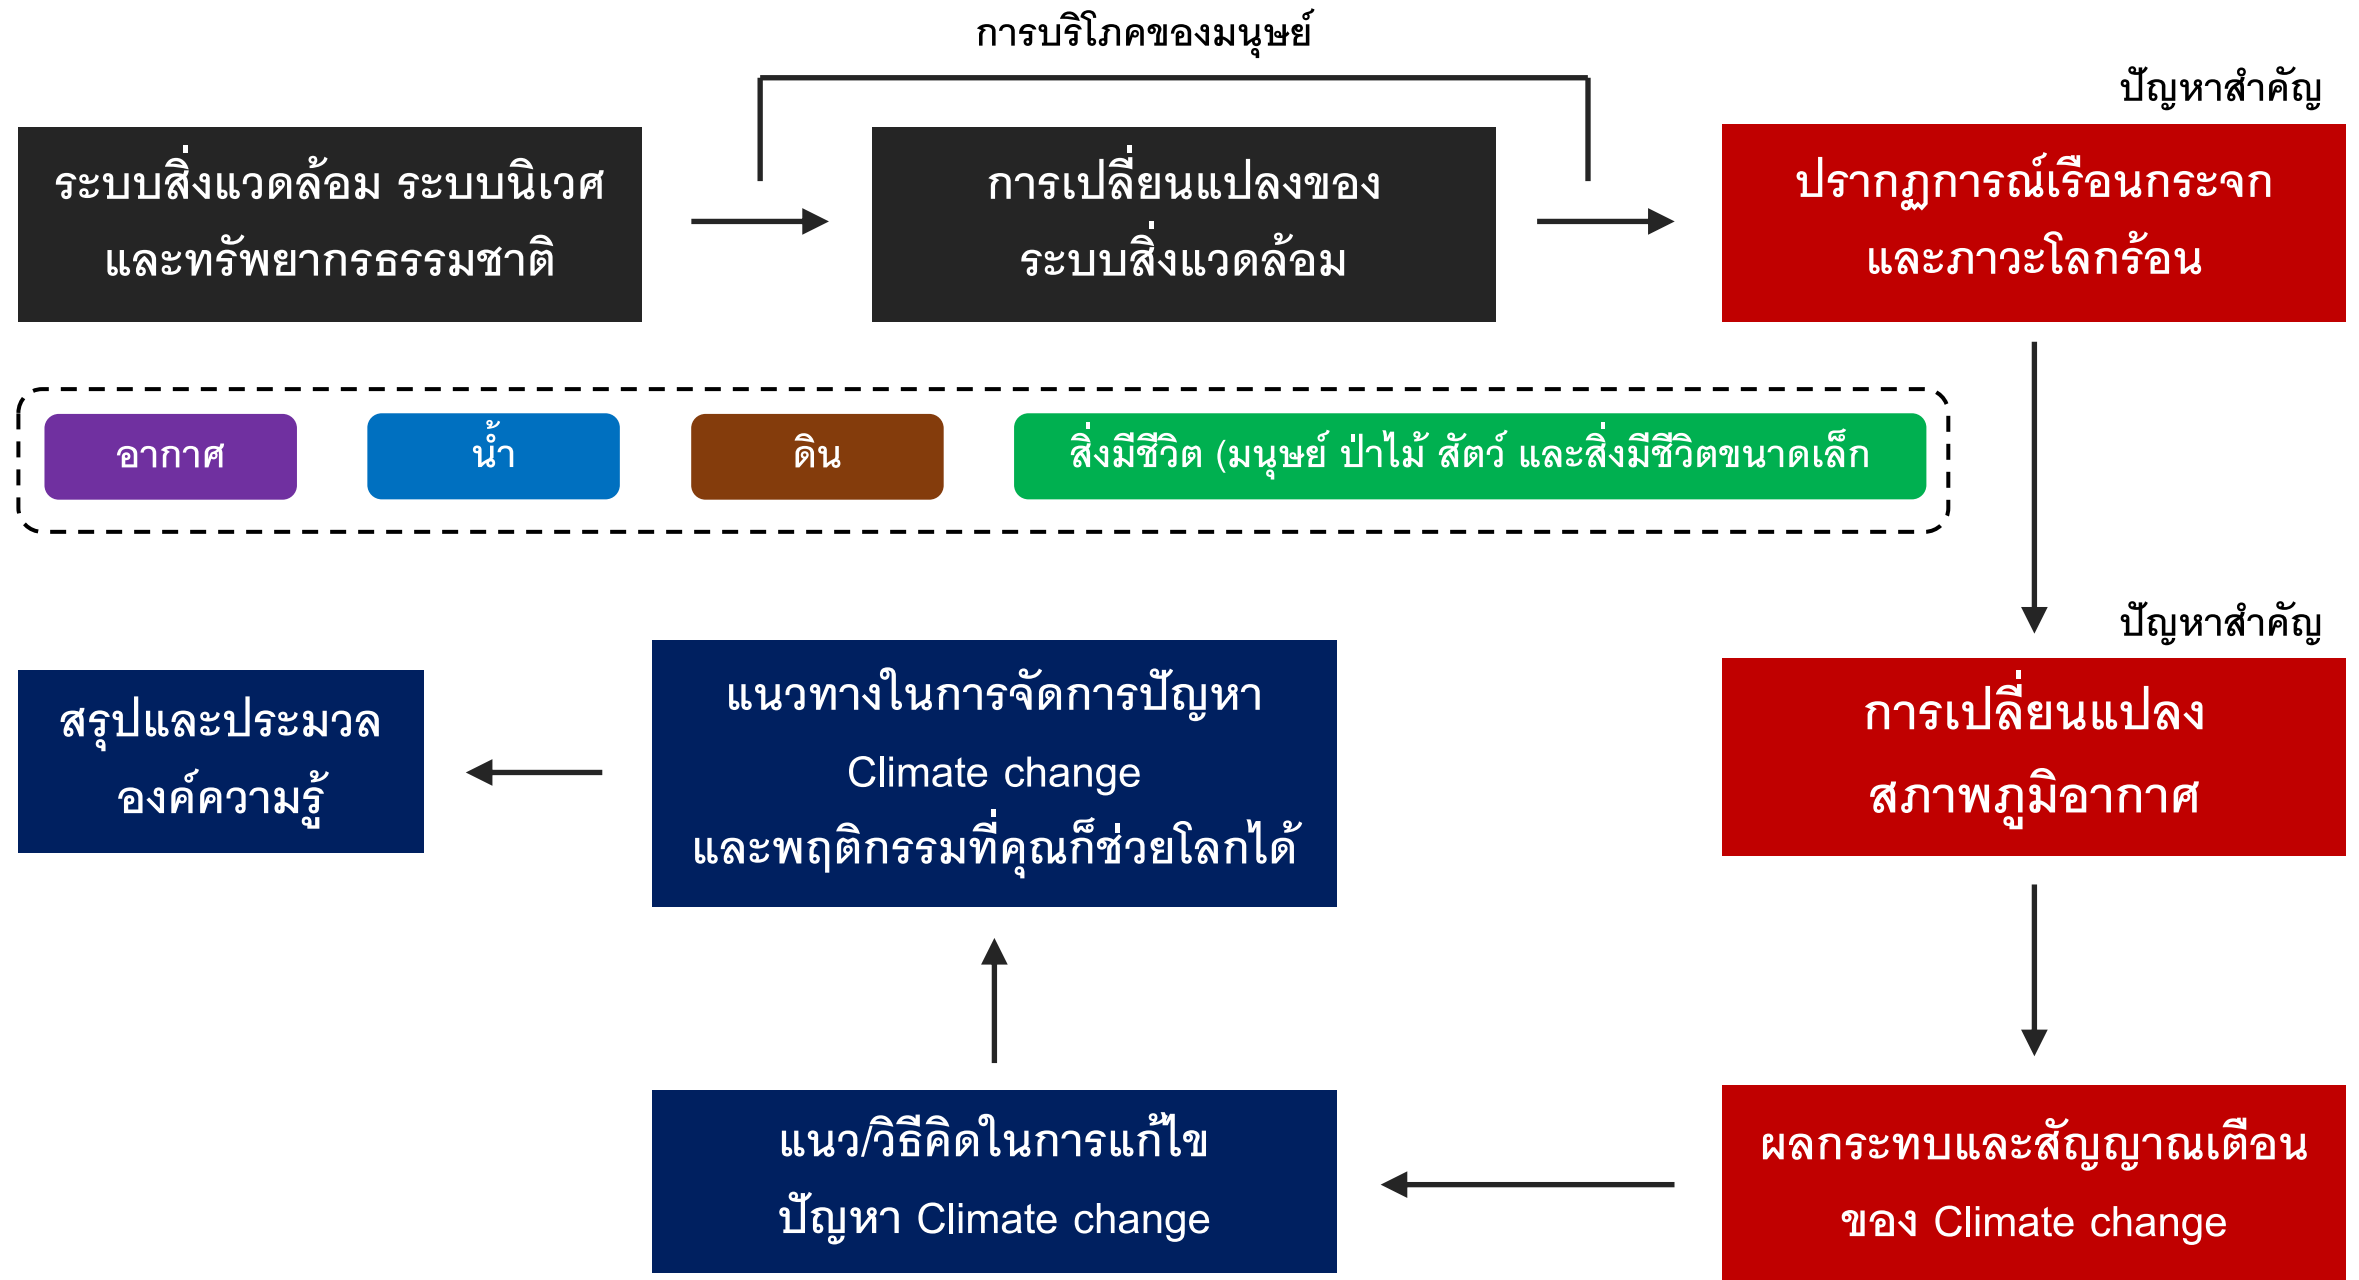 การบริโภคของมนุษย์
ปัญหาสำคัญ
ระบบสิ่งแวดล้อม ระบบนิเวศ
และทรัพยากรธรรมชาติ
การเปลี่ยนแปลงของ
ระบบสิ่งแวดล้อม
ปรากฏการณ์เรือนกระจก
และภาวะโลกร้อน
อากาศ
น้ำ
ดิน
สิ่งมีชีวิต (มนุษย์ ป่าไม้ สัตว์ และสิ่งมีชีวิตขนาดเล็ก
ปัญหาสำคัญ
การเปลี่ยนแปลง
สภาพภูมิอากาศ
ผลกระทบและสัญญาณเตือน
ของ Climate change
แนว/วิธีคิดในการแก้ไข
ปัญหา Climate change
แนวทางในการจัดการปัญหา
Climate change
และพฤติกรรมที่คุณก็ช่วยโลกได้
สรุปและประมวล
องค์ความรู้